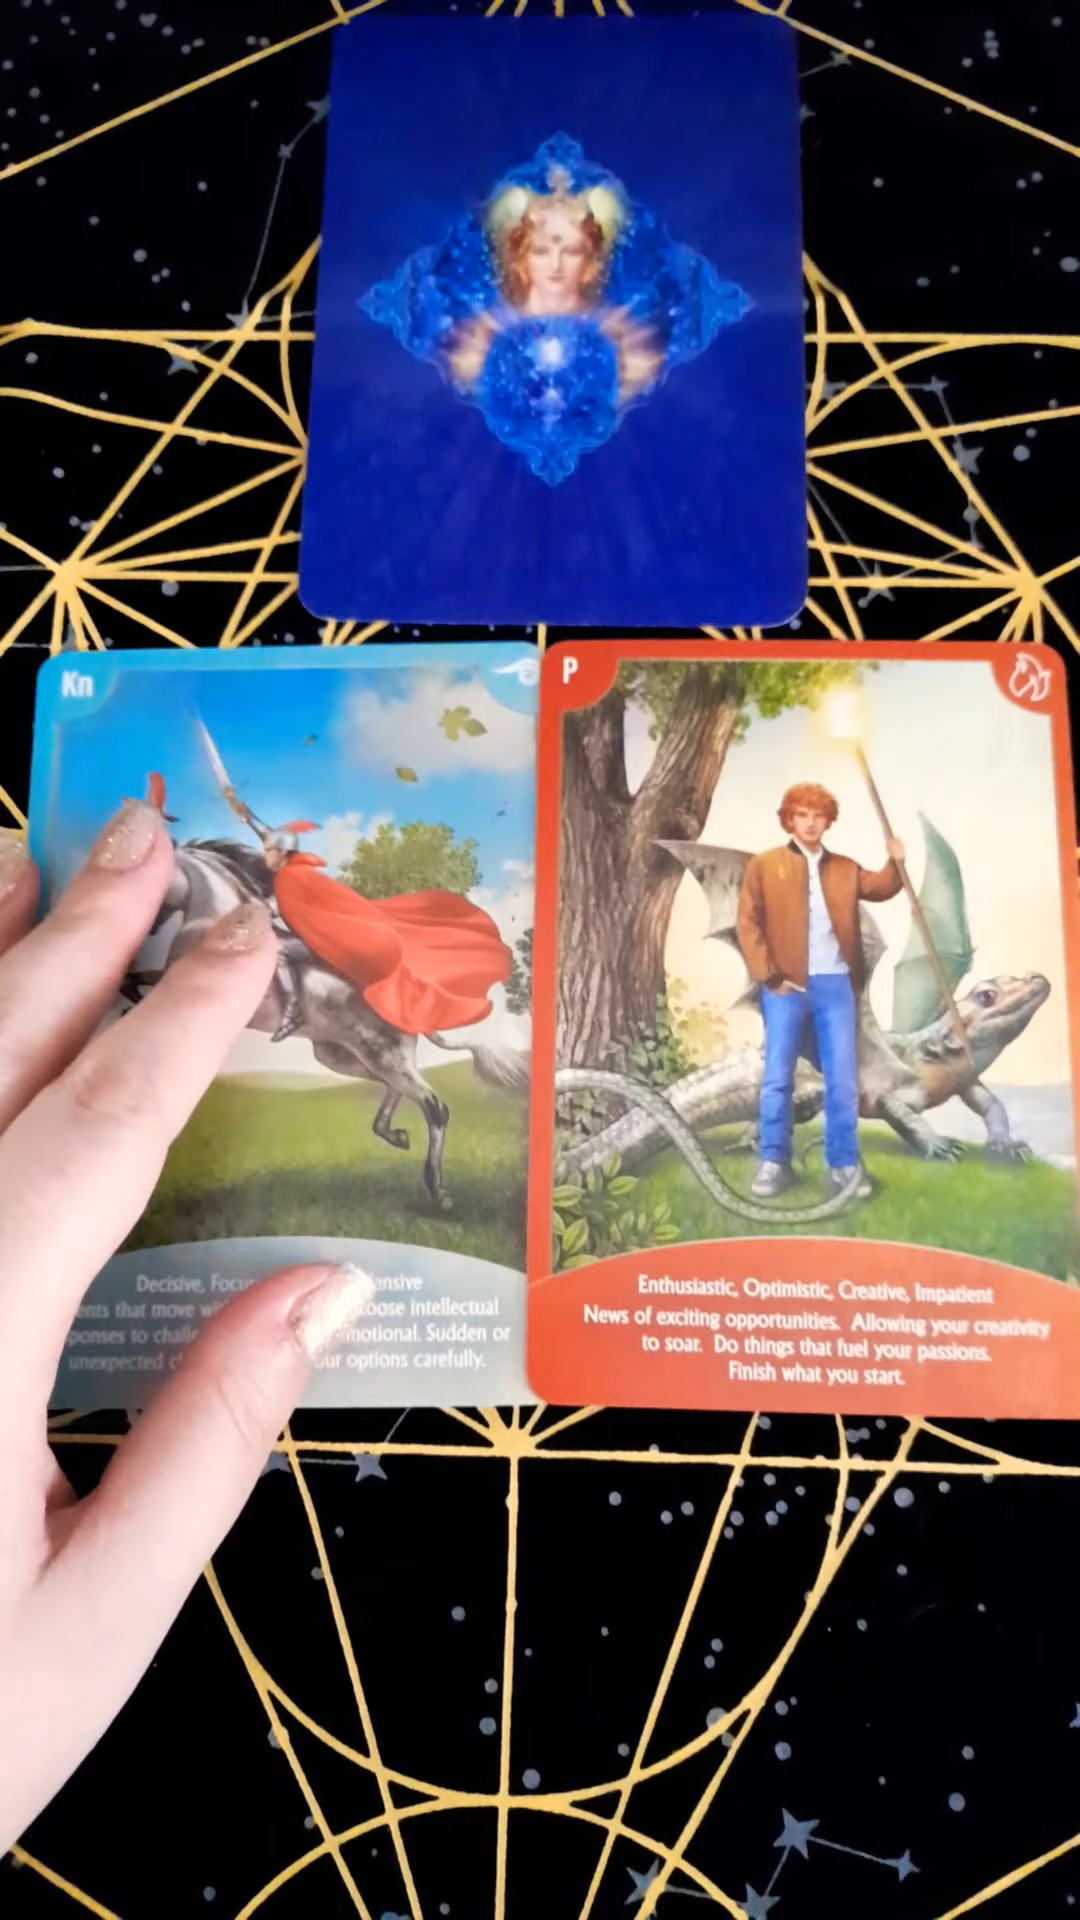 Kn
P
Decisive, ensive
ents that move oose intellectual
ponses to motional. Sudden or
unexpected our options carefully.
Enthusiastic, Optimistic, Creative, Impatient
News of exciting opportunities. Allowing your creativity
to soar. Do things that fuel your passions.
Finish what you start.